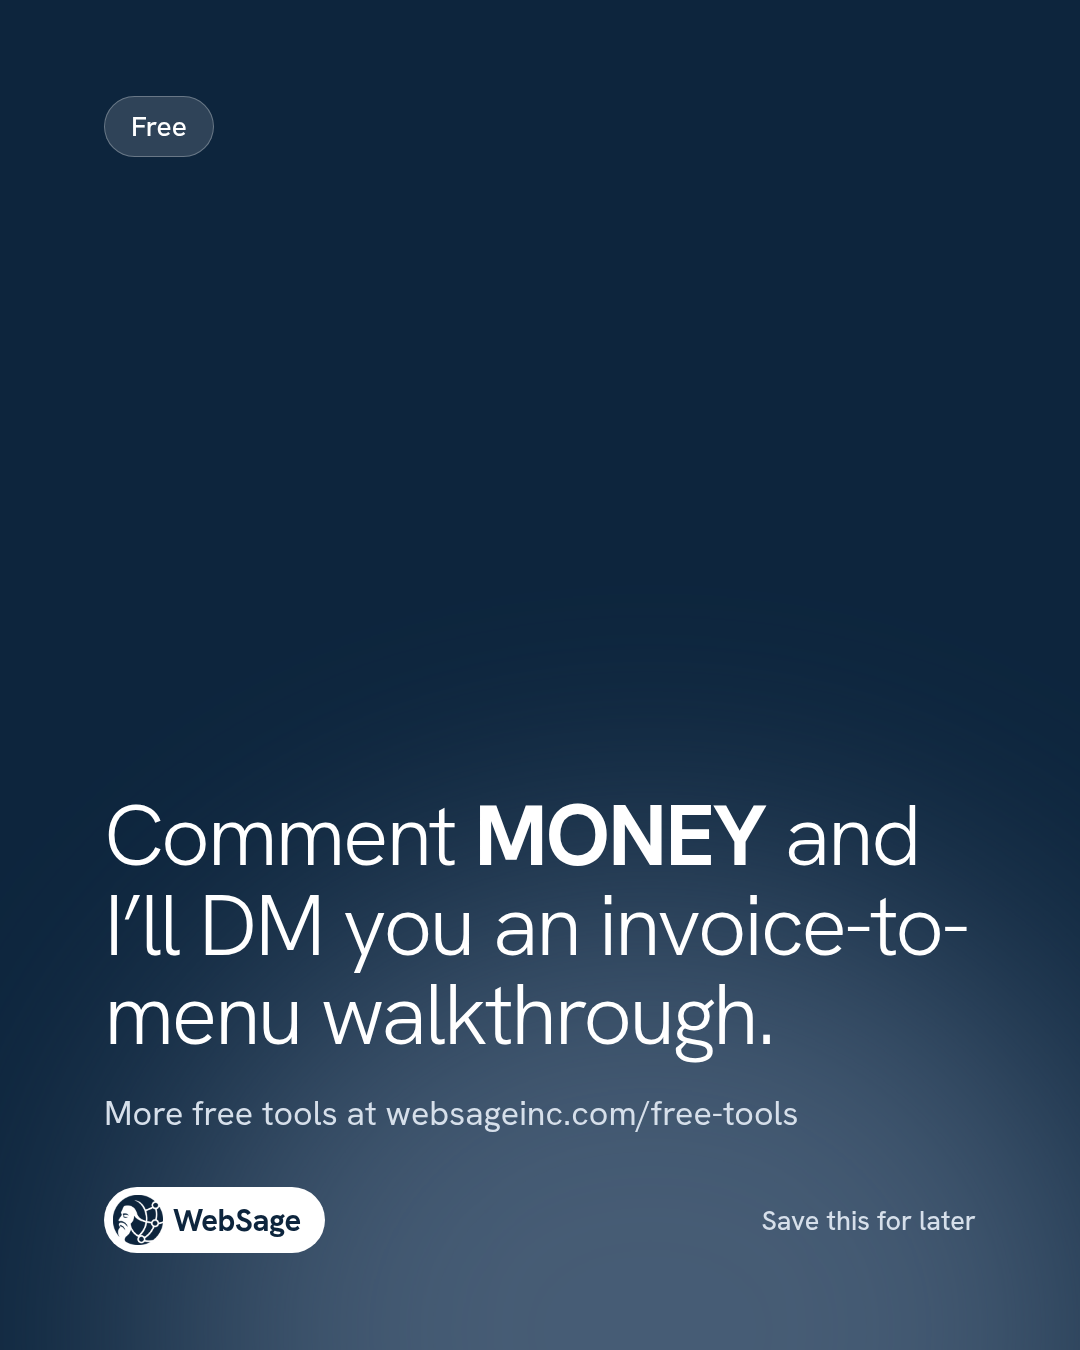 Free
Comment MONEY and
I’ll DM you an invoice-to-
menu walkthrough.
More free tools at websageinc.com/free-tools
WebSage
Save this for later